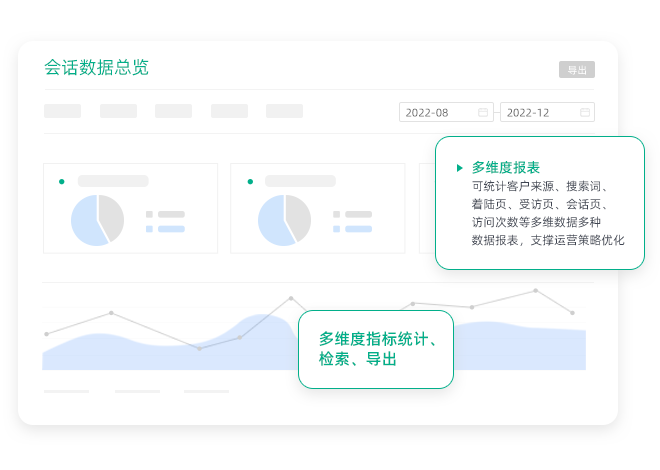 会话数据总览
导出
2022-08
2022-12
多维度报表
可统计客户来源、搜索词、
着陆页、受访页、会话页、
访问次数等多维数据多种
数据报表，支撑运营策略优化
多维度指标统计、
检索、导出